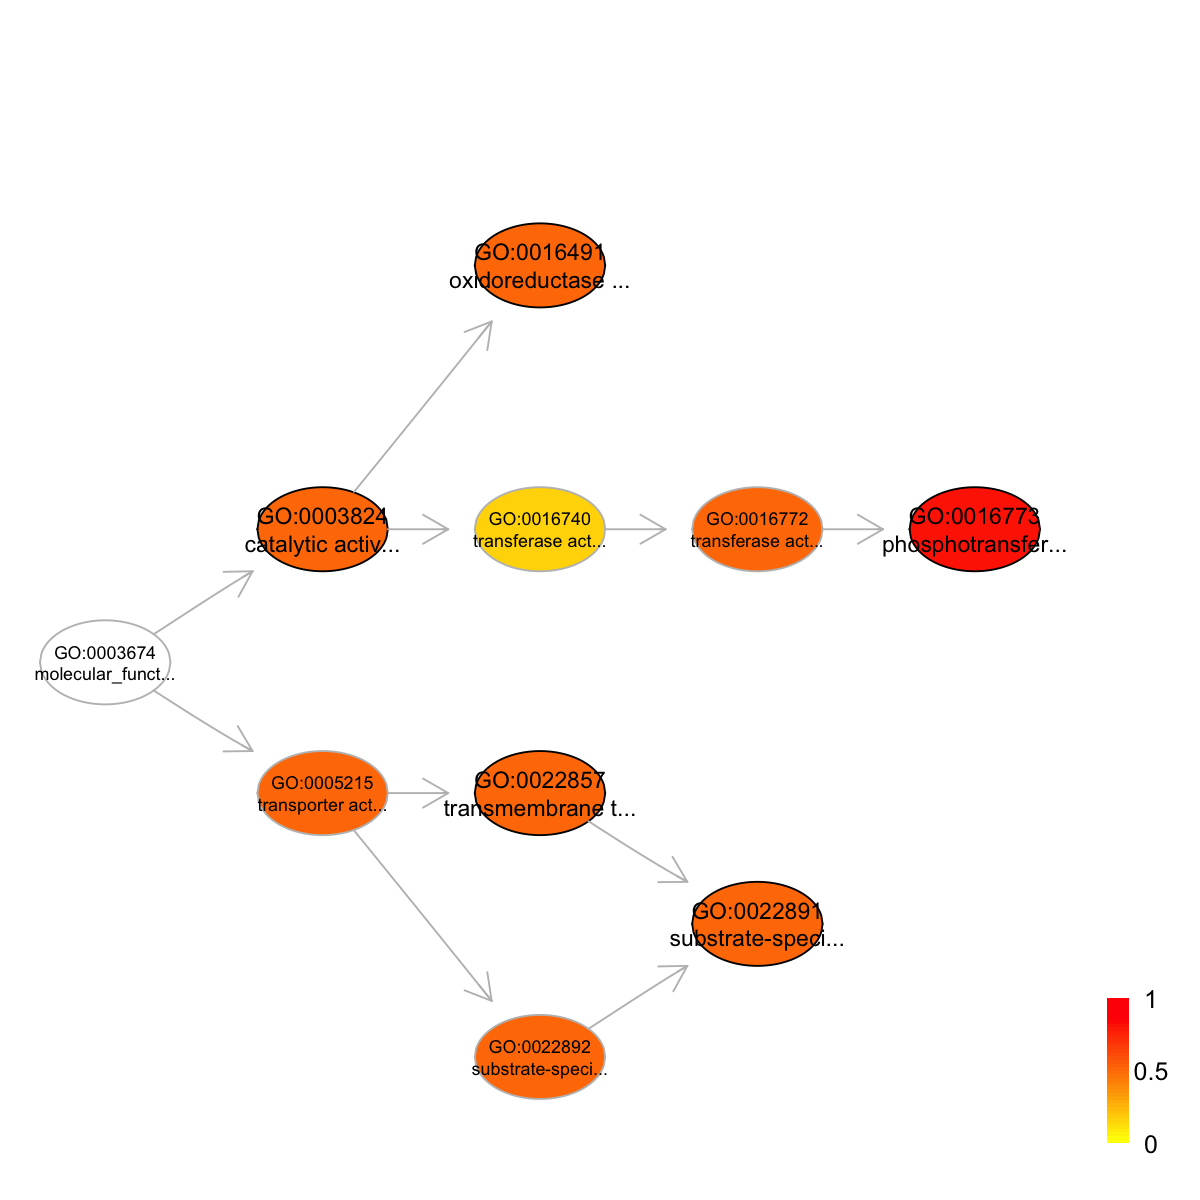 GO:0016491
oxidoreductase ...
GO:0003824
catalytic activ...
GO:0016740
transferase act...
GO:0016772
transferase act...
GO:0016773
phosphotransfer...
GO:0003674
molecular_funct...
GO:0005215
transporter act...
GO:0022857
transmembrane t...
GO:0022891
substrate-speci...
GO:0022892
substrate-speci...
1
0.5
0